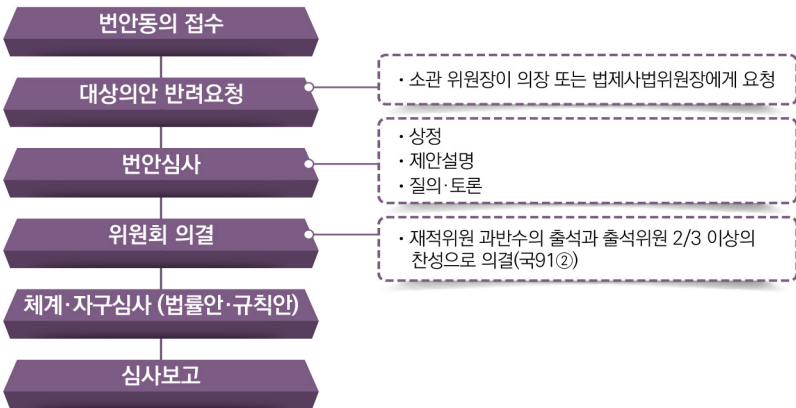 번안동의 접수
대상의안 반려요청
· 소관 위원장이 의장 또는 법제사법위원장에게 요청
번안심사
· 상정
· 제안설명
· 질의·토론
위원회 의결
· 재적위원 과반수의 출석과 출석위원 2/3 이상의
찬성으로 의결(국91②)
체계·자구심사 (법률안·규칙안)
심사보고